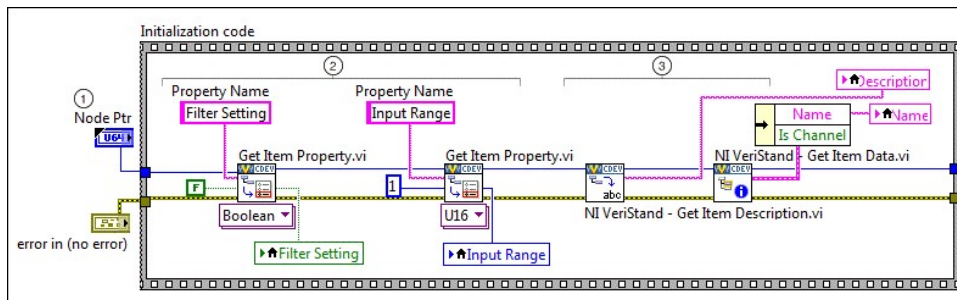 Initialization code
2
3
1
Node Ptr
U64
Property Name
Filter Setting
Property Name
Input Range
Description
Name
Is Channel
Name
Get Item Property.vi
Get Item Property.vi
NI VeriStand - Get Item Data.vi
CDEV
CDEV
CDEV
CDEV
F
1
abc
Boolean
U16
NI VeriStand - Get Item Description.vi
error in (no error)
Filter Setting
Input Range